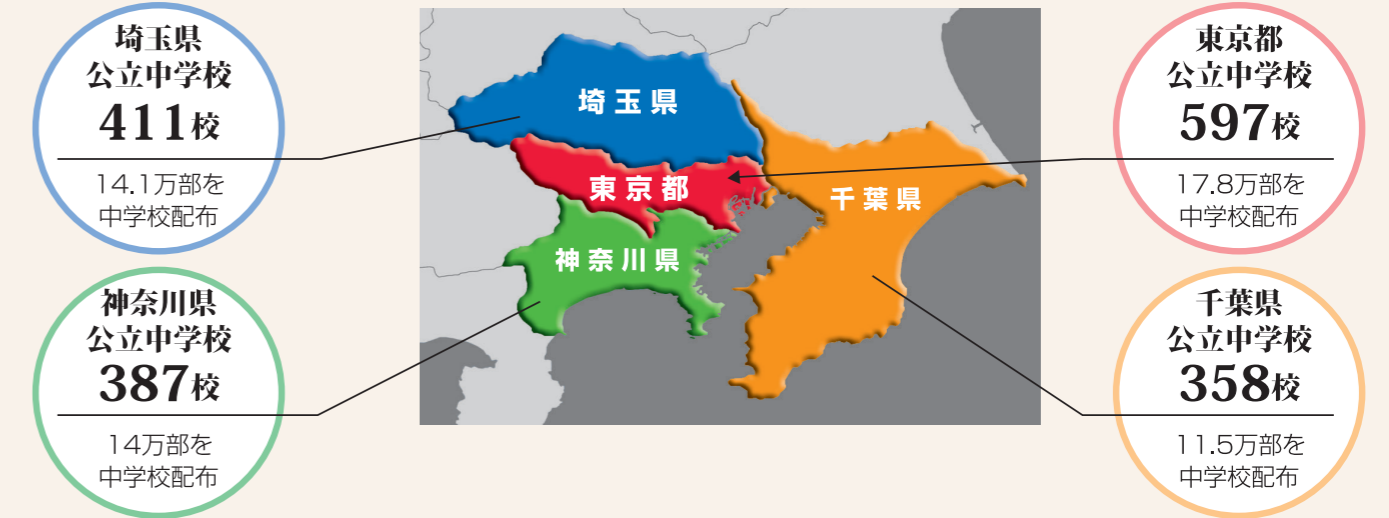 埼玉県
公立中学校
411校
14.1万部を
中学校配布
神奈川県
公立中学校
387校
14万部を
中学校配布
埼玉県
東京都
千葉県
神奈川県
東京都
公立中学校
597校
17.8万部を
中学校配布
千葉県
公立中学校
358校
11.5万部を
中学校配布